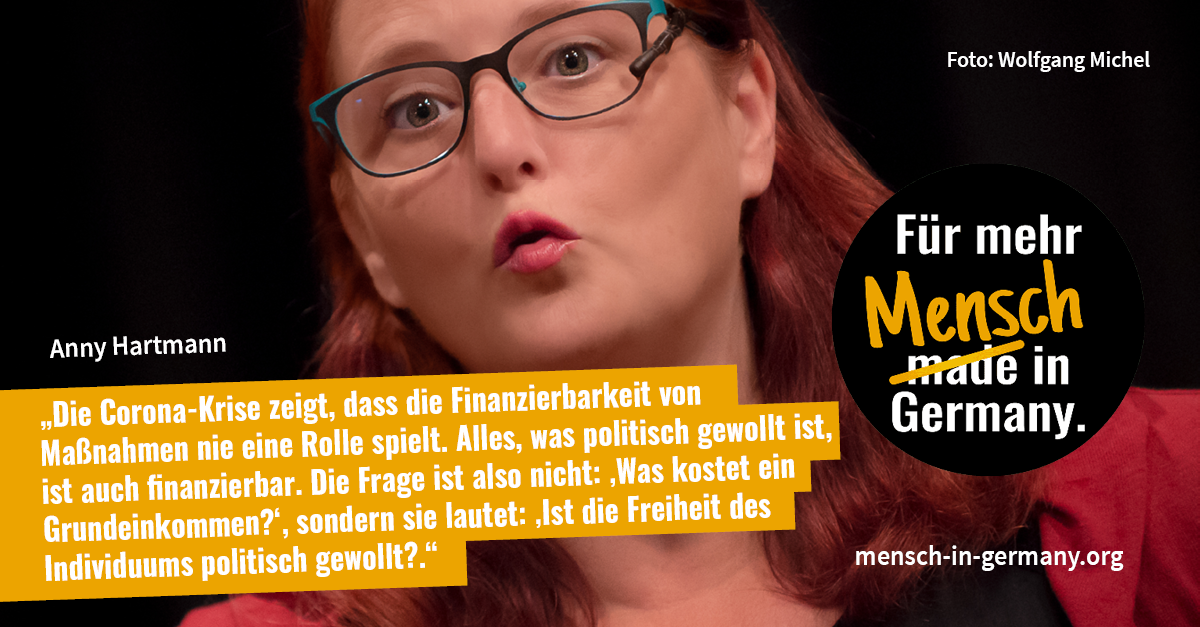 Foto: Wolfgang Michel
Für mehr
Mensch
made in
Germany.
Anny Hartmann
„Die Corona-Krise zeigt, dass die Finanzierbarkeit von
Maßnahmen nie eine Rolle spielt. Alles, was politisch gewollt ist,
ist auch finanzierbar. Die Frage ist also nicht: ‚Was kostet ein
Grundeinkommen?‘, sondern sie lautet: ‚Ist die Freiheit des
Individuums politisch gewollt?.“
mensch-in-germany.org